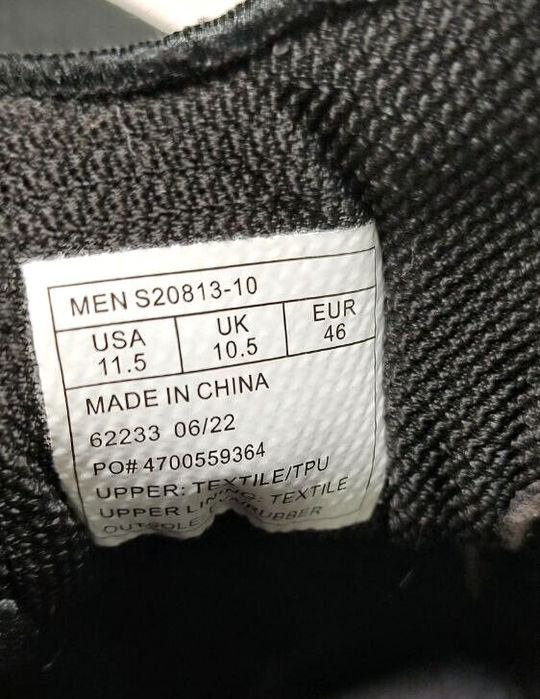 MEN S20813-10
USA UK EUR
11.5 10.5 46
MADE IN CHINA
62233 06/22
PO# 4700559364
UPPER: TEXTILE/TPU
UPPER LINING: TEXTILE
OUTSOLE: RUBBER